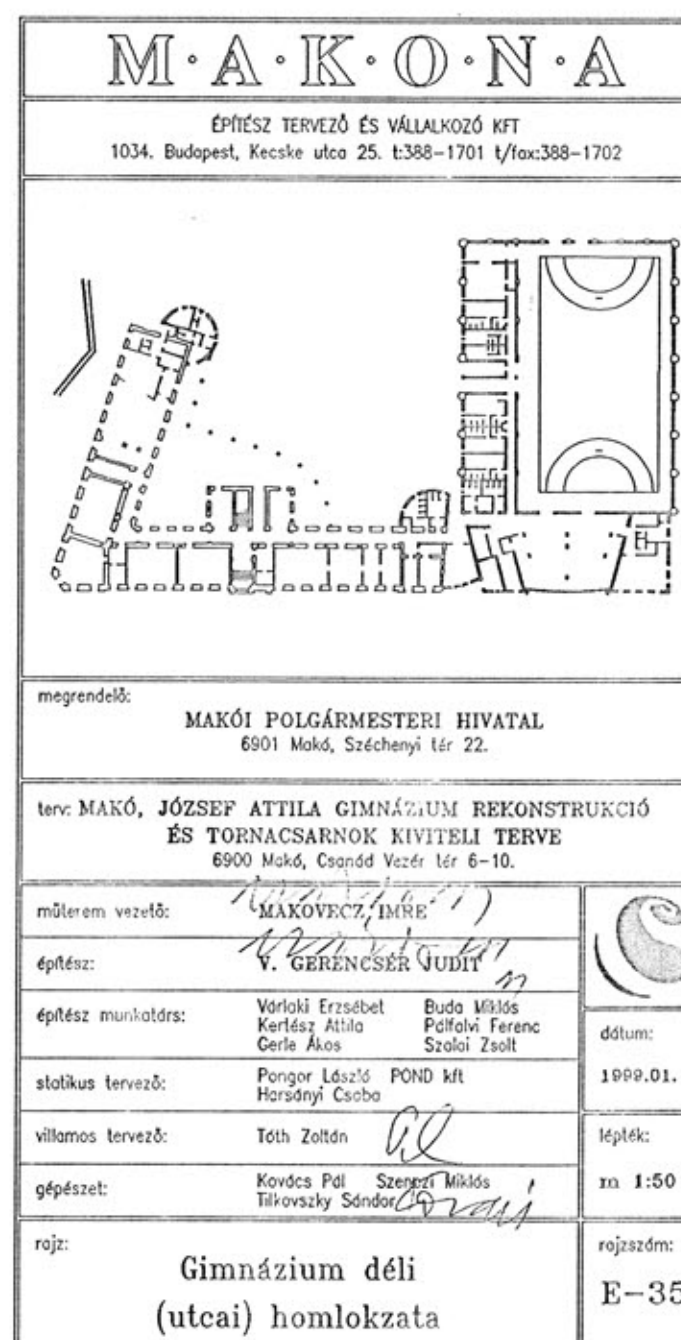 M·A·K·O·N·A
ÉPÍTÉSZ TERVEZŐ ÉS VÁLLALKOZÓ KFT
1034. Budapest, Kecske utca 25. t:388-1701 t/fax:388-1702
megrendelő:
MAKÓI POLGÁRMESTERI HIVATAL
6901 Makó, Széchenyi tér 22.
terv: MAKÓ, JÓZSEF ATTILA GIMNÁZIUM REKONSTRUKCIÓ
ÉS TORNACSARNOK KIVITELI TERVE
6900 Makó, Csanád Vezér tér 6-10.
műterem vezető: MAKOVECZ IMRE
építész: V. GERENCSÉR JUDIT
építész munkatárs: Várlaki Erzsébet Buda Miklós
Kertész Attila Pálfalvi Ferenc
Gerle Ákos Szalai Zsolt
dátum:
1999.01.
statikus tervező: Pongor László POND kft
Harsányi Csaba
villamos tervező: Tóth Zoltán
lépték:
m 1:50
gépészet: Kovács Pál Szenczi Miklós
Tilkovszky Sándor
rajz:
Gimnázium déli
(utcai) homlokzata
rajzszám:
E-35